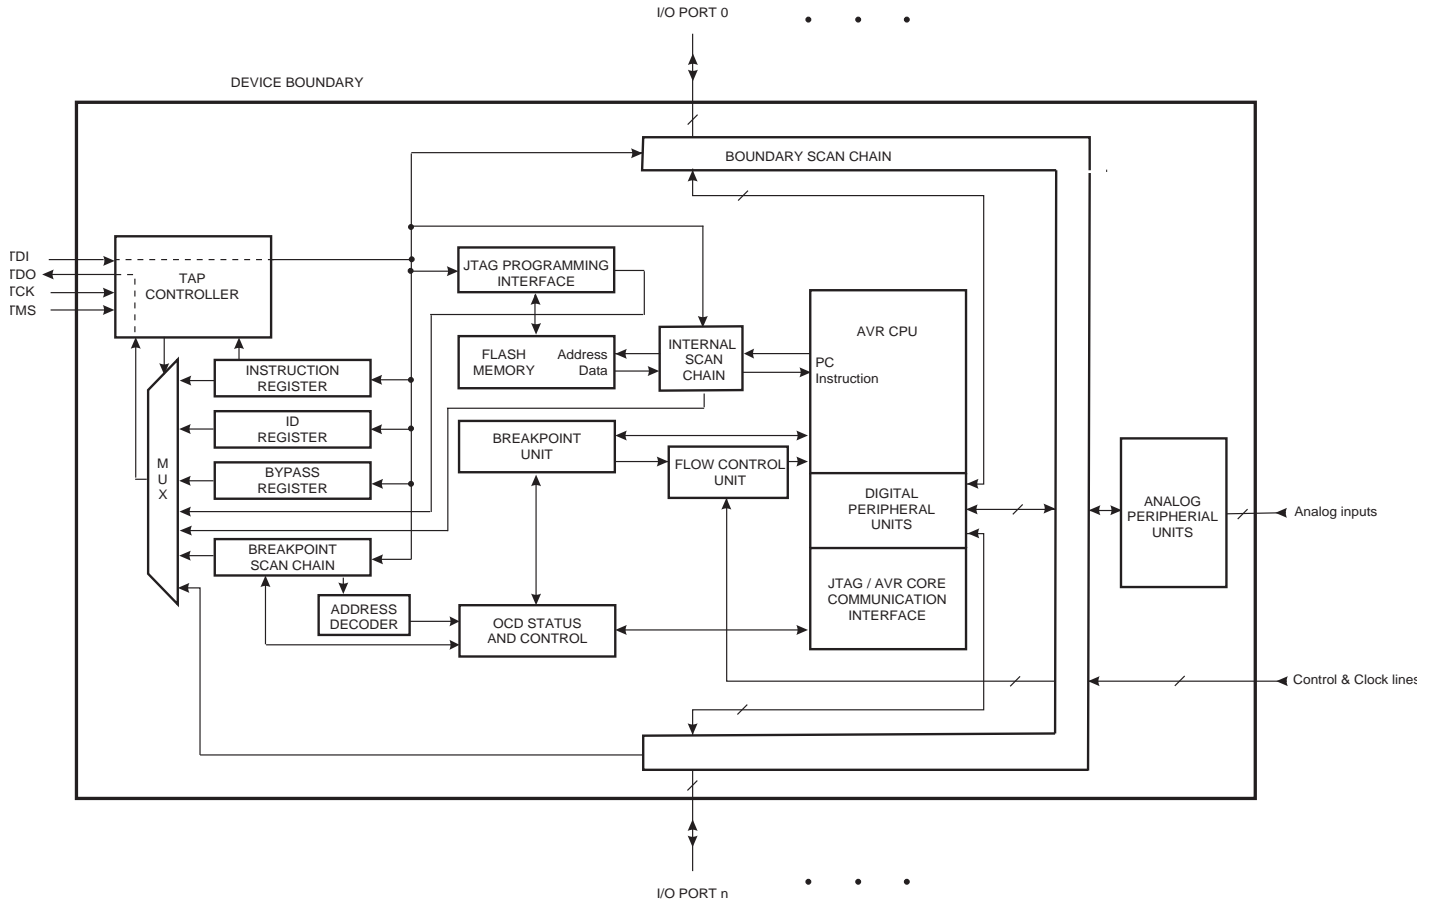 I/O PORT 0
DEVICE BOUNDARY
BOUNDARY SCAN CHAIN
TDI
TDO
TCK
TMS
TAP
CONTROLLER
JTAG PROGRAMMING
INTERFACE
AVR CPU
FLASH
MEMORY
Address
Data
INTERNAL
SCAN
CHAIN
PC
Instruction
INSTRUCTION
REGISTER
ID
REGISTER
BREAKPOINT
UNIT
FLOW CONTROL
UNIT
M
U
X
BYPASS
REGISTER
DIGITAL
PERIPHERAL
UNITS
ANALOG
PERIPHERIAL
UNITS
Analog inputs
BREAKPOINT
SCAN CHAIN
JTAG / AVR CORE
COMMUNICATION
INTERFACE
ADDRESS
DECODER
OCD STATUS
AND CONTROL
Control & Clock lines
I/O PORT n